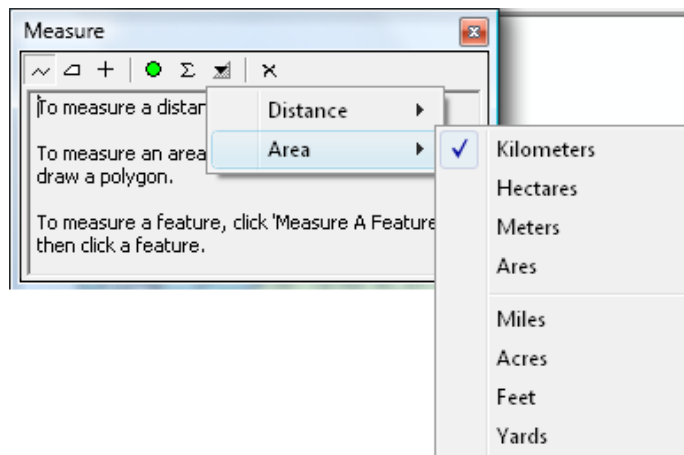 Measure
To measure a distan
To measure an area
draw a polygon.
To measure a feature, click 'Measure A Feature
then click a feature.
Distance
Area
Kilometers
Hectares
Meters
Ares
Miles
Acres
Feet
Yards